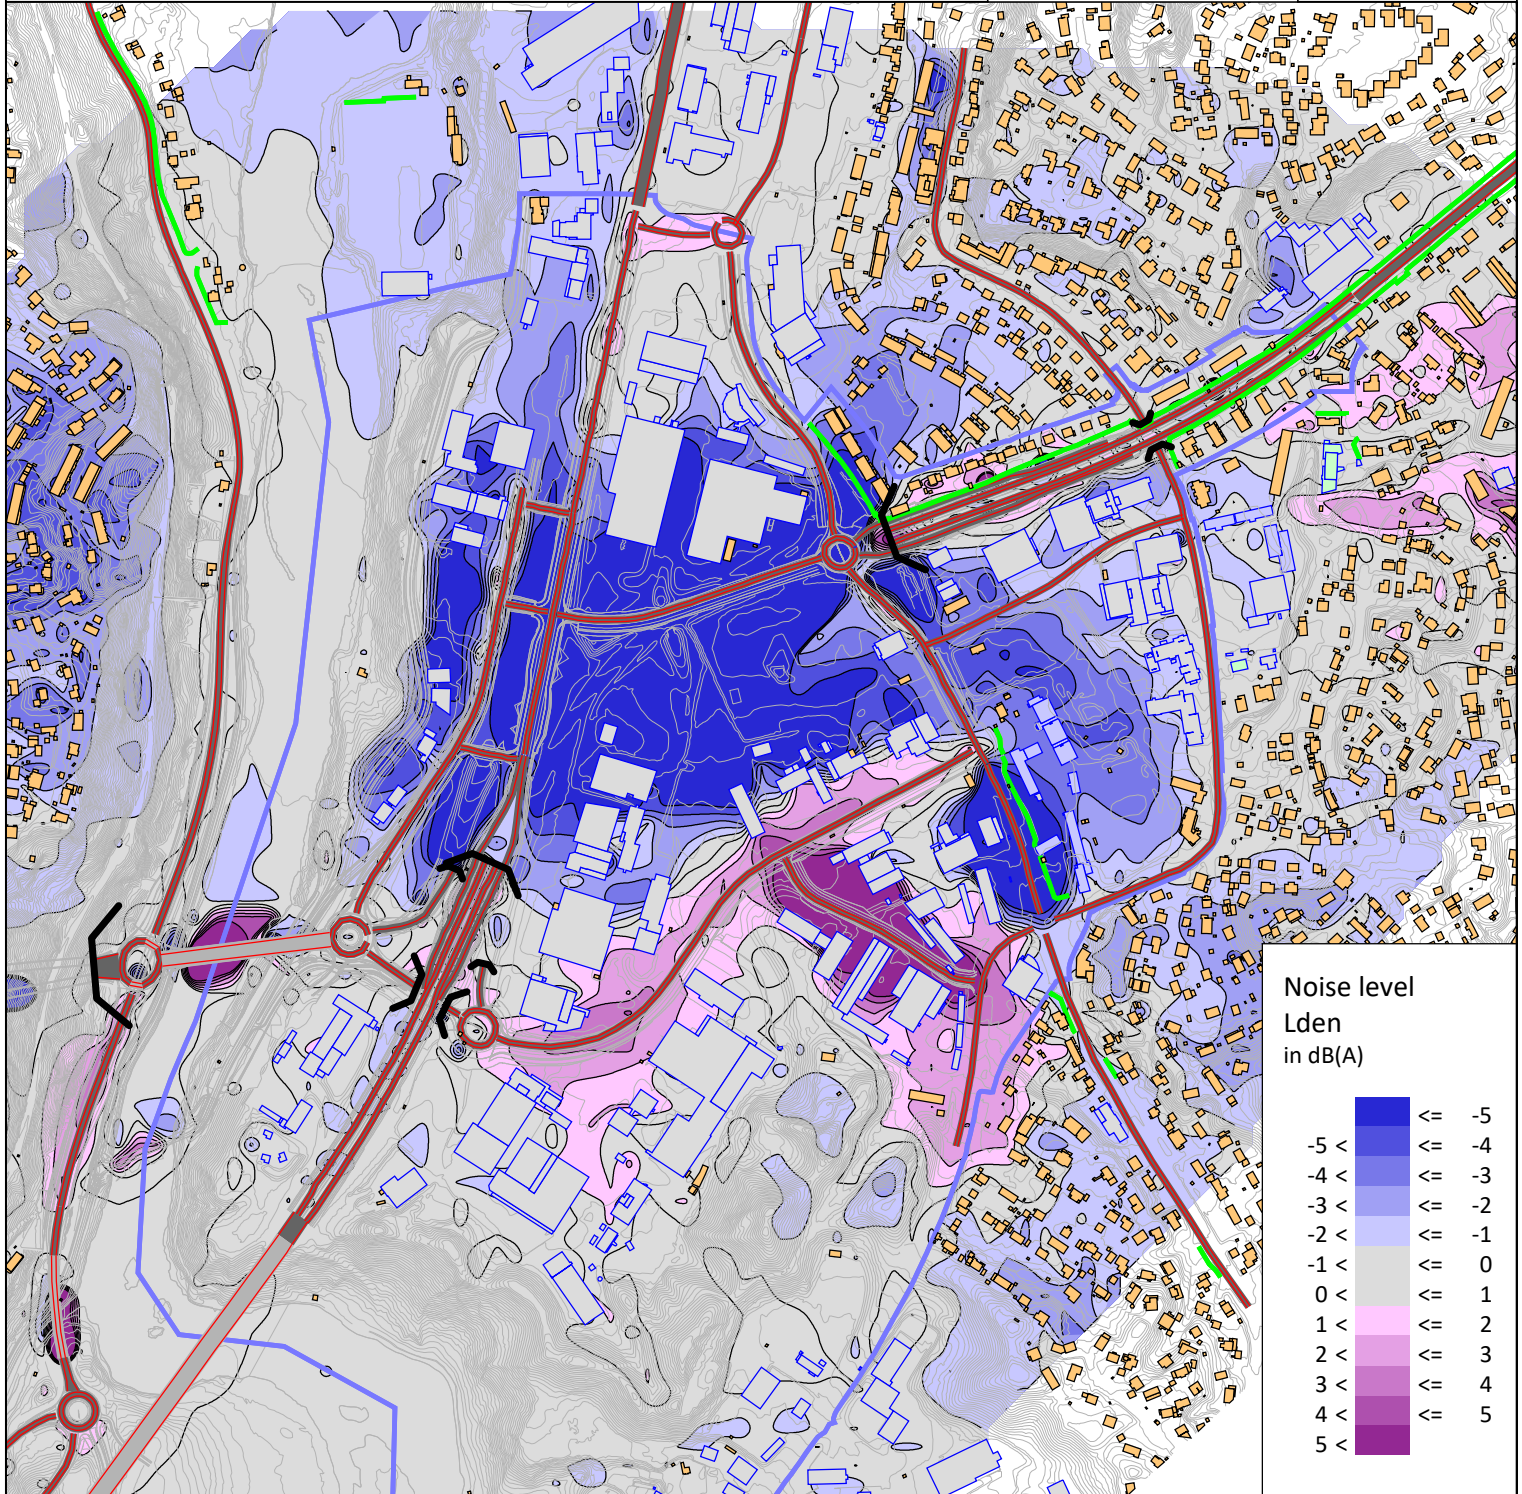 Noise level
Lden
in dB(A)
<= -5
-5 < <= -4
-4 < <= -3
-3 < <= -2
-2 < <= -1
-1 < <= 0
0 < <= 1
1 < <= 2
2 < <= 3
3 < <= 4
4 < <= 5
5 <